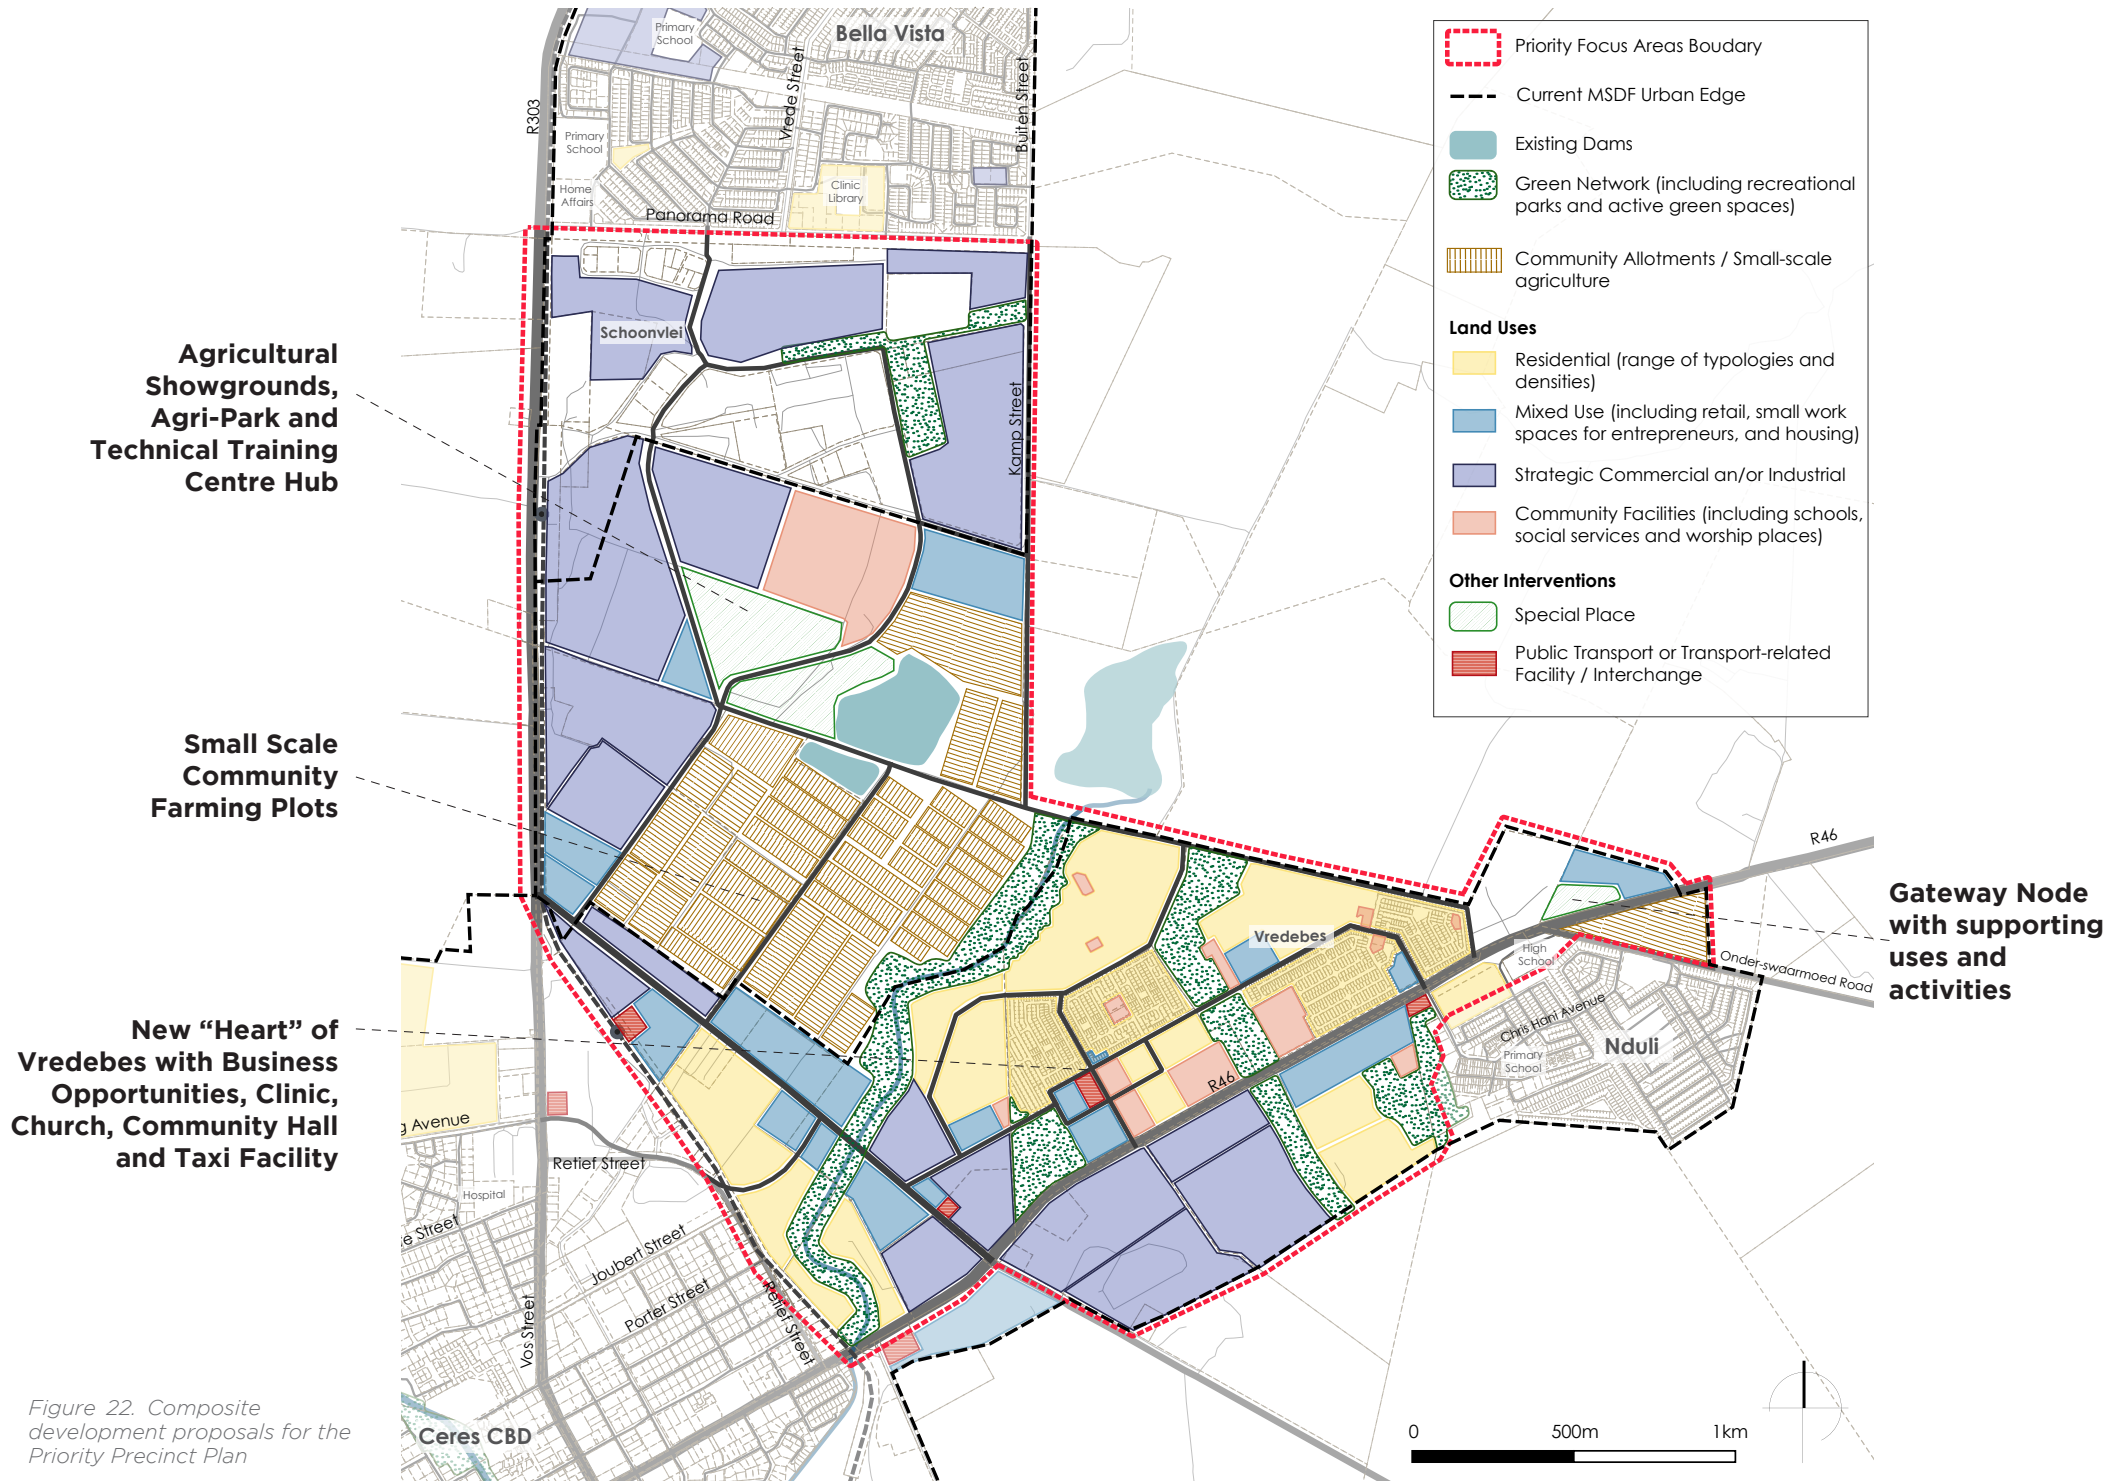 Agricultural
Showgrounds,
Agri-Park and
Technical Training
Centre Hub
Small Scale
Community
Farming Plots
New “Heart” of
Vredebes with Business
Opportunities, Clinic,
Church, Community Hall
and Taxi Facility
Figure 22. Composite
development proposals for the
Priority Precinct Plan
Bella Vista
Primary
School
Vrede Street
Buiten Street
R303
Primary
School
Home
Affairs
Clinic
Library
Panorama Road
Schoonvlei
Kamp Street
Vredebes
R46
High
School
Onder-swaarmoed Road
Chris Hani Avenue
Nduli
Primary
School
R46
g Avenue
Retief Street
Hospital
e Street
Joubert Street
Porter Street
Retief Street
Vos Street
Ceres CBD
Priority Focus Areas Boudary
Current MSDF Urban Edge
Existing Dams
Green Network (including recreational
parks and active green spaces)
Community Allotments / Small-scale
agriculture
Land Uses
Residential (range of typologies and
densities)
Mixed Use (including retail, small work
spaces for entrepreneurs, and housing)
Strategic Commercial an/or Industrial
Community Facilities (including schools,
social services and worship places)
Other Interventions
Special Place
Public Transport or Transport-related
Facility / Interchange
Gateway Node
with supporting
uses and
activities
0 500m 1km